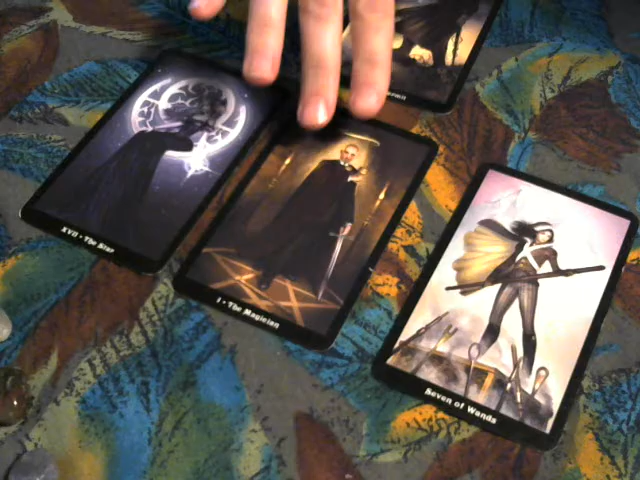 XVII • The Star
I • The Magician
Seven of Wands